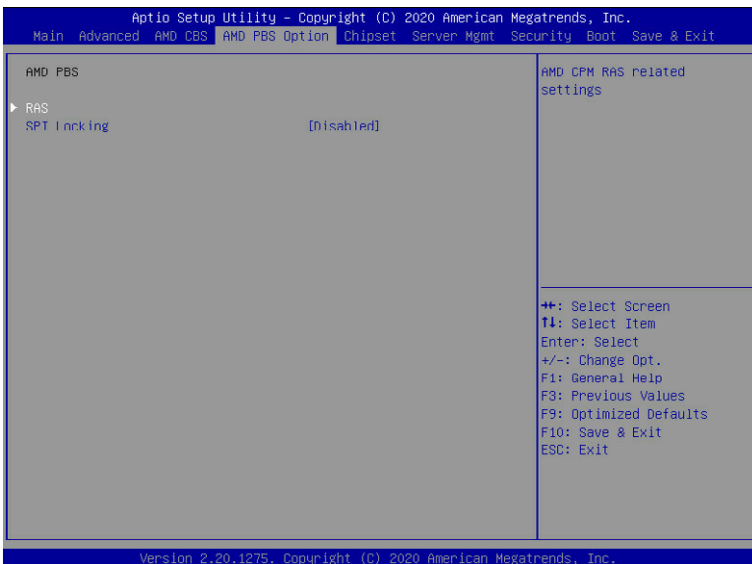 Aptio Setup Utility – Copyright (C) 2020 American Megatrends, Inc.
Main Advanced AMD CBS AMD PBS Option Chipset Server Mgmt Security Boot Save & Exit
AMD PBS
RAS
SPI Locking [Disabled]
AMD CPM RAS related
settings
→←: Select Screen
↑↓: Select Item
Enter: Select
+/-: Change Opt.
F1: General Help
F3: Previous Values
F9: Optimized Defaults
F10: Save & Exit
ESC: Exit
Version 2.20.1275. Copyright (C) 2020 American Megatrends, Inc.